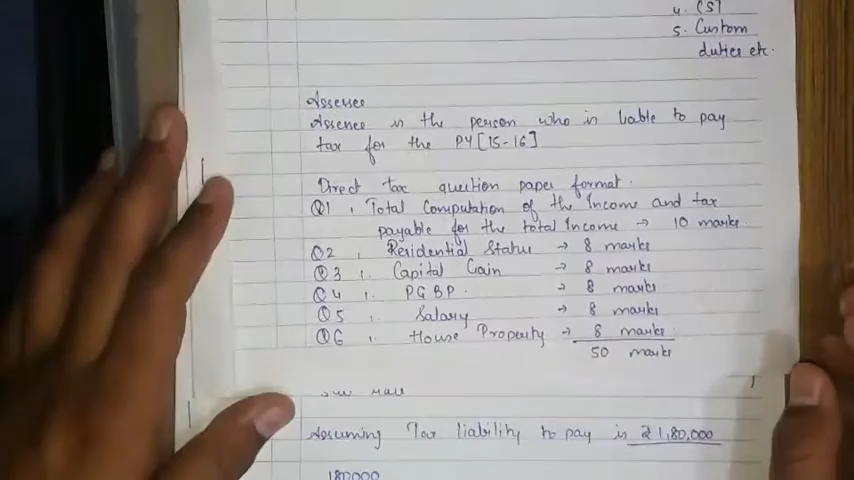 4. CST
5. Custom
duties etc.
Assessee
Assessee is the person who is liable to pay
tax for the PY [15-16]
Direct tax question paper format.
Q1 . Total Computation of the Income and tax
payable for the total Income → 10 marks
Q2 . Residential Status → 8 marks
Q3 . Capital Gain → 8 marks
Q4 . PGBP. → 8 marks
Q5 . Salary → 8 marks
Q6 . House Property → 8 marks
50 marks
Assuming Tax liability to pay is ₹1,80,000
180000